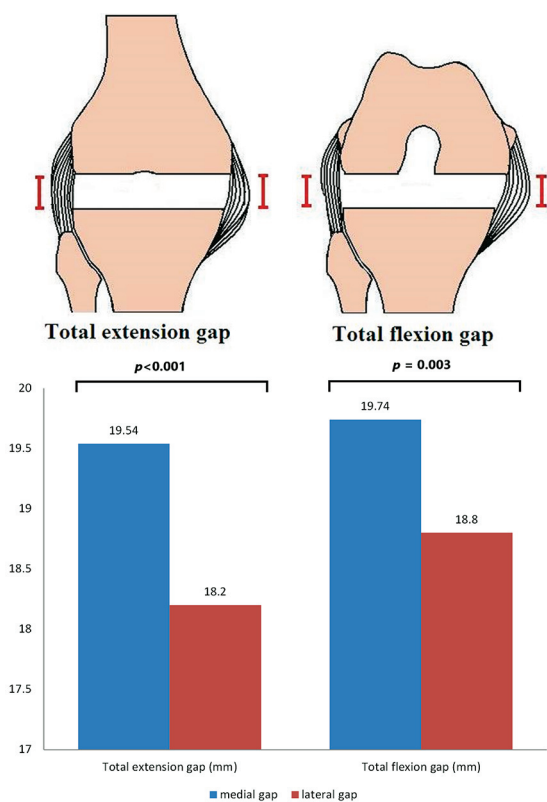 Total extension gap
Total flexion gap
p<0.001
p = 0.003
20
19.5
19
18.5
18
17.5
17
19.54
18.2
19.74
18.8
Total extension gap (mm)
Total flexion gap (mm)
medial gap
lateral gap